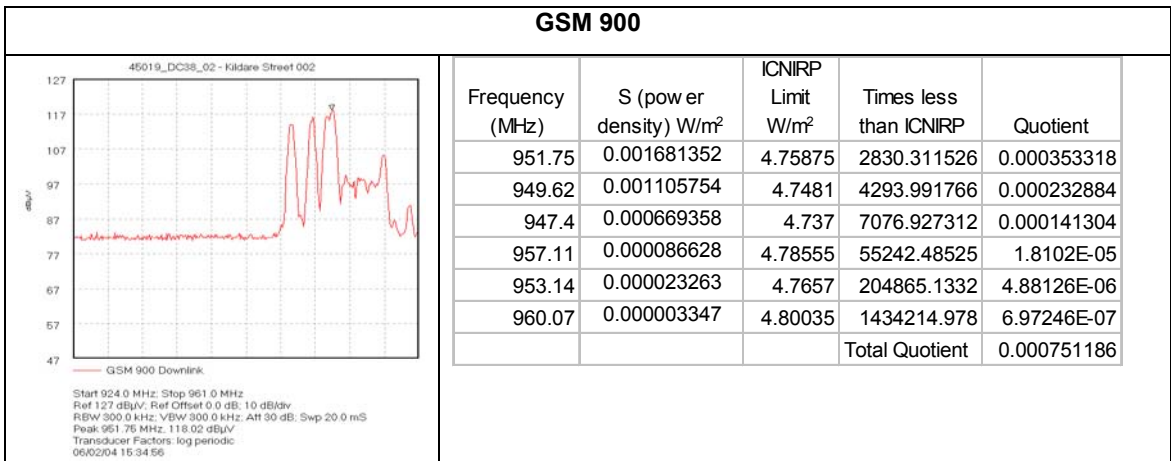 GSM 900
45019_DC38_02 - Kildare Street 002
127
117
107
97
87
77
67
57
47
dBµV
GSM 900 Downlink
Start 924.0 MHz; Stop 961.0 MHz
Ref 127 dBµV; Ref Offset 0.0 dB; 10 dB/div
RBW 300.0 kHz; VBW 300.0 kHz; Att 30 dB; Swp 20.0 mS
Peak 951.75 MHz, 118.02 dBµV
Transducer Factors: log periodic
06/02/04 15:34:56
Frequency (MHz) S (pow er density) W/m² ICNIRP Limit W/m² Times less than ICNIRP Quotient
951.75 0.001681352 4.75875 2830.311526 0.000353318
949.62 0.001105754 4.7481 4293.991766 0.000232884
947.4 0.000669358 4.737 7076.927312 0.000141304
957.11 0.000086628 4.78555 55242.48525 1.8102E-05
953.14 0.000023263 4.7657 204865.1332 4.88126E-06
960.07 0.000003347 4.80035 1434214.978 6.97246E-07
Total Quotient 0.000751186